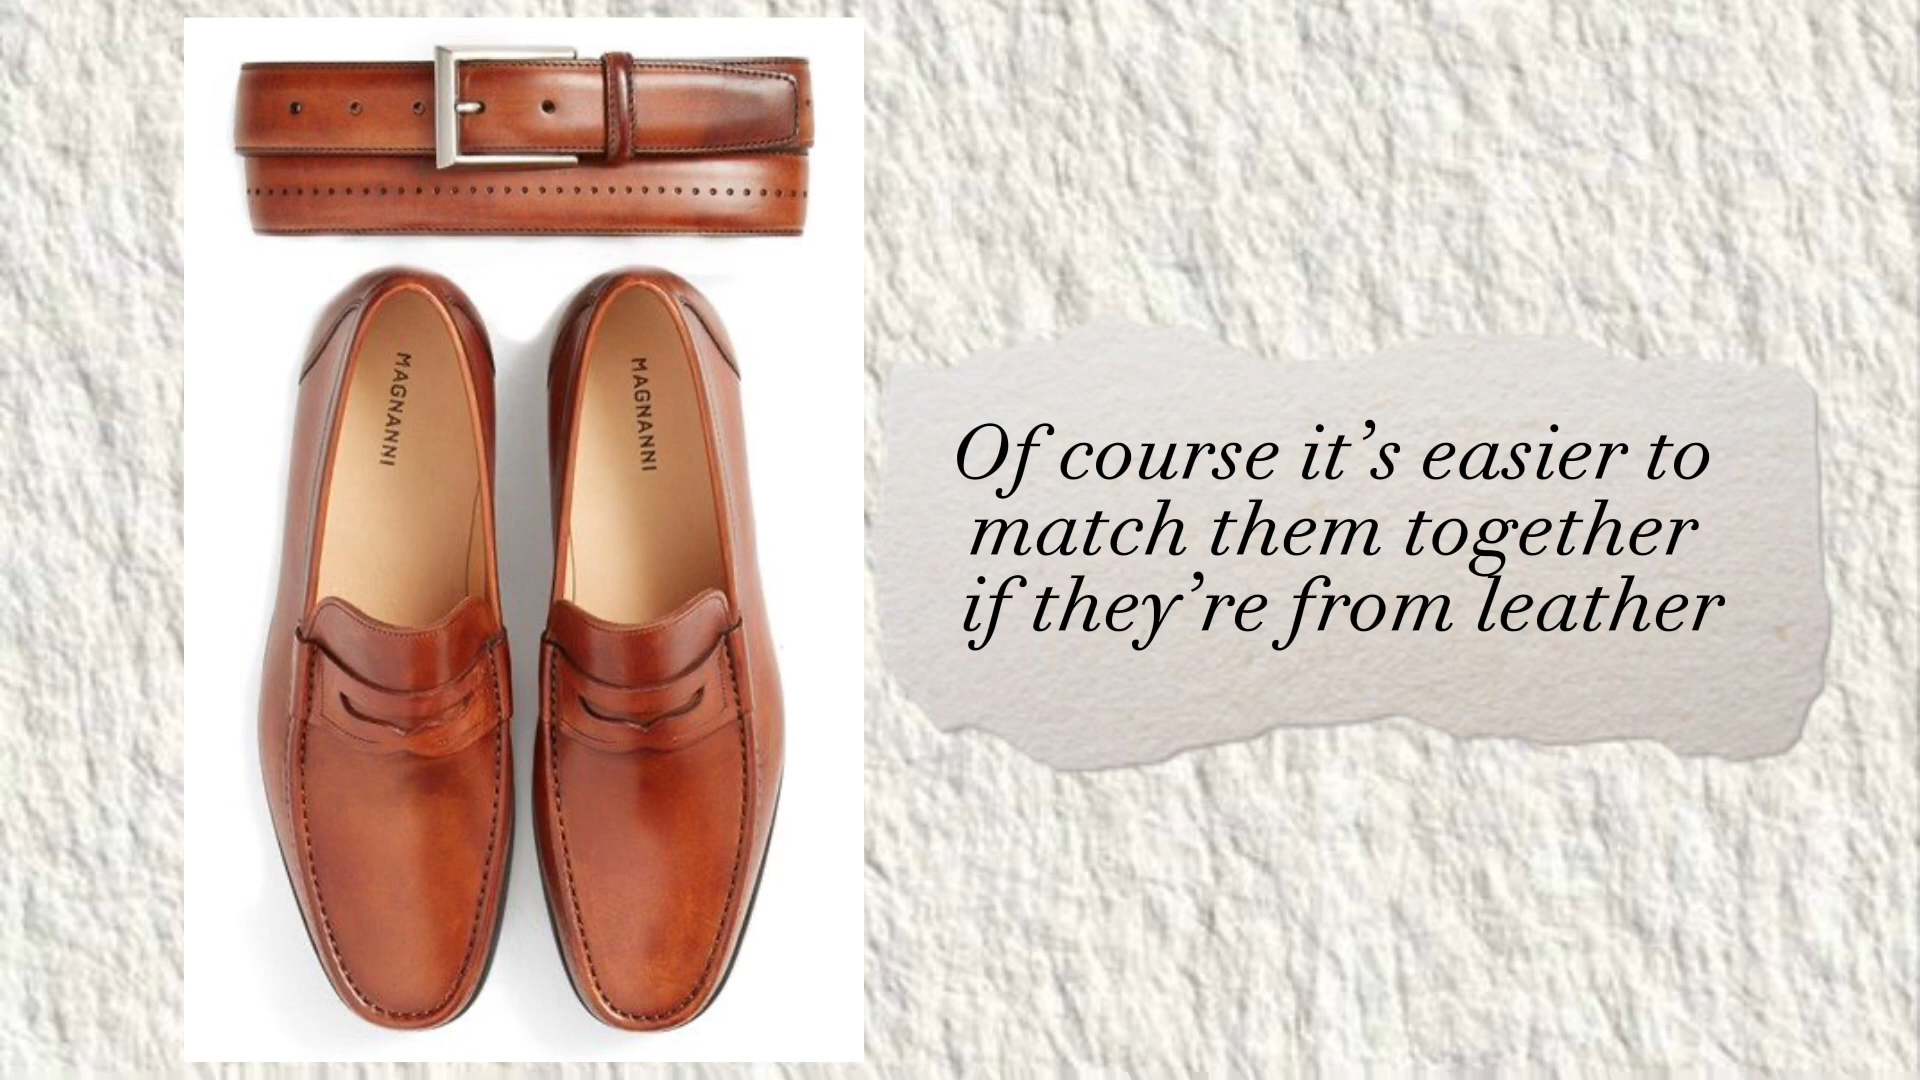 MAGNANNI
MAGNANNI
Of course it’s easier to
match them together
if they’re from leather